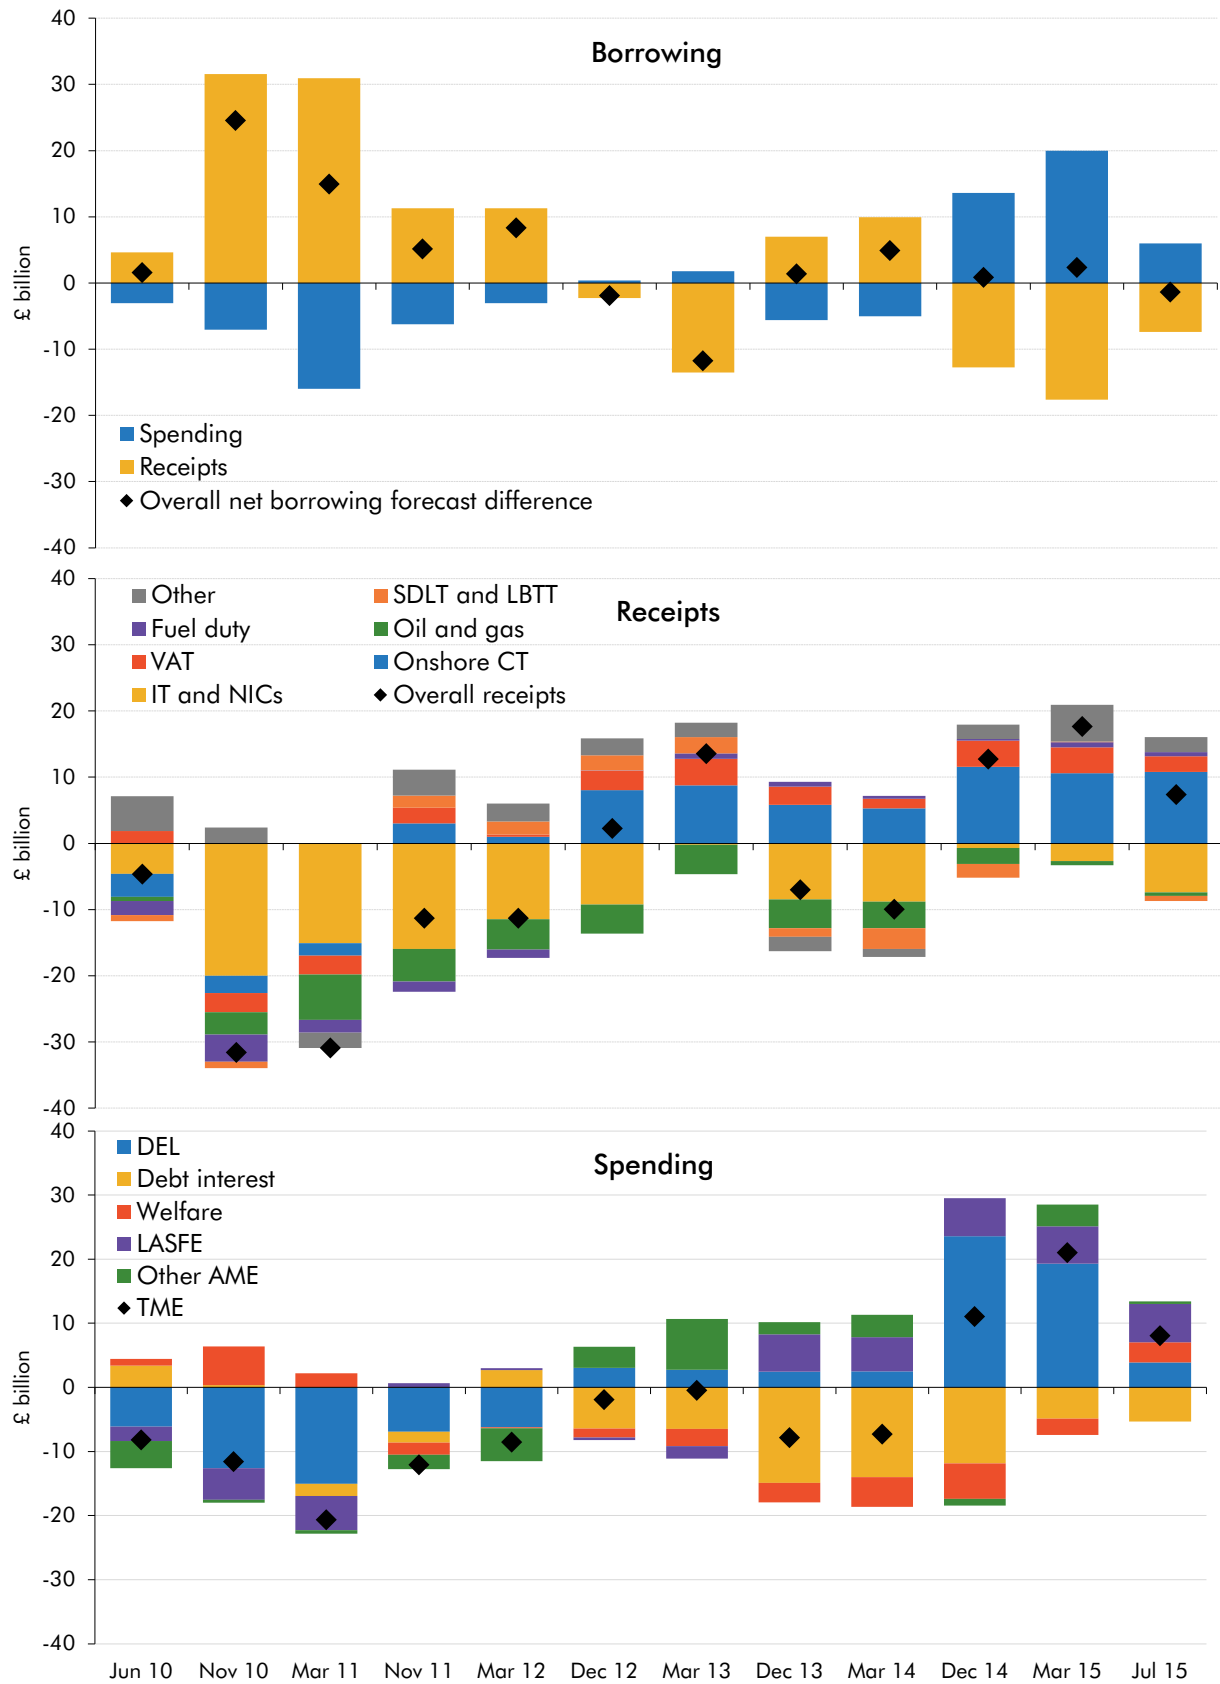 Borrowing
40
30
20
10
0
-10
-20
-30
-40
£ billion
Spending
Receipts
Overall net borrowing forecast difference
Receipts
40
30
20
10
0
-10
-20
-30
-40
£ billion
Other
SDLT and LBTT
Fuel duty
Oil and gas
VAT
Onshore CT
IT and NICs
Overall receipts
Spending
40
30
20
10
0
-10
-20
-30
-40
£ billion
DEL
Debt interest
Welfare
LASFE
Other AME
TME
Jun 10 Nov 10 Mar 11 Nov 11 Mar 12 Dec 12 Mar 13 Dec 13 Mar 14 Dec 14 Mar 15 Jul 15